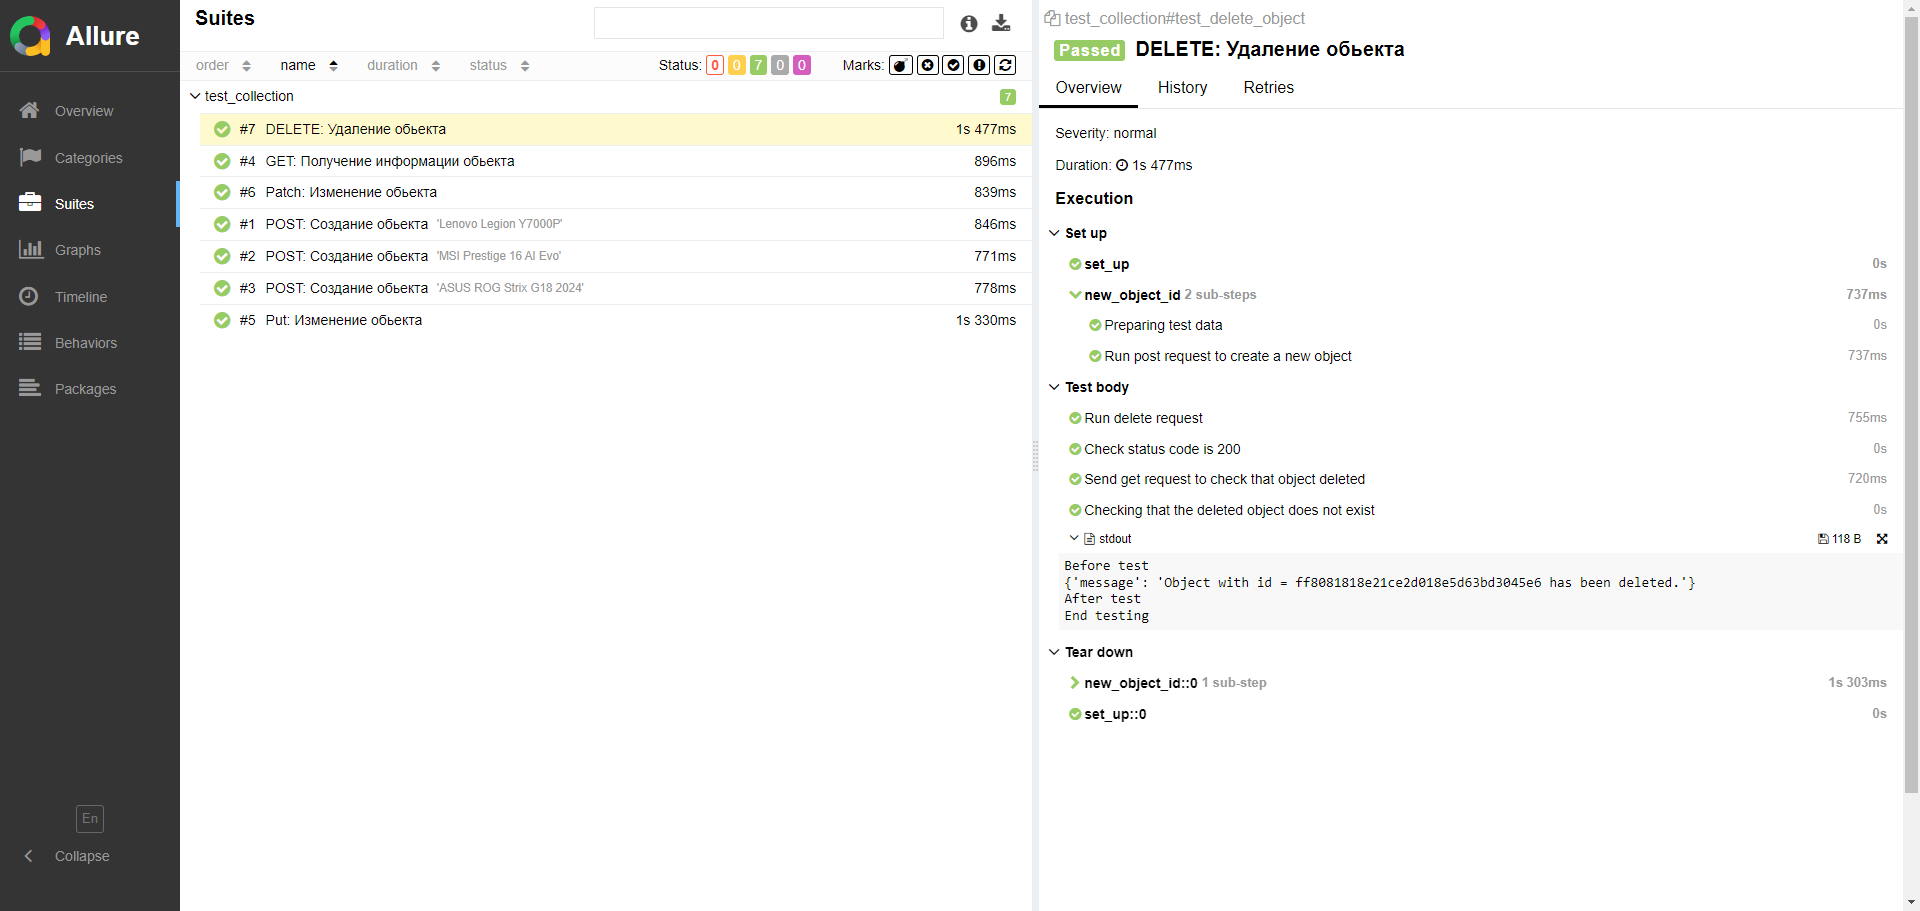 Allure
Overview
Categories
Suites
Graphs
Timeline
Behaviors
Packages
En
Collapse
Suites
order name duration status Status: 0 0 7 0 0 Marks:
test_collection 7
#7 DELETE: Удаление обьекта 1s 477ms
#4 GET: Получение информации обьекта 896ms
#6 Patch: Изменение обьекта 839ms
#1 POST: Создание обьекта 'Lenovo Legion Y7000P' 846ms
#2 POST: Создание обьекта 'MSI Prestige 16 AI Evo' 771ms
#3 POST: Создание обьекта 'ASUS ROG Strix G18 2024' 778ms
#5 Put: Изменение обьекта 1s 330ms
test_collection#test_delete_object
Passed DELETE: Удаление обьекта
Overview History Retries
Severity: normal
Duration: 1s 477ms
Execution
Set up
set_up 0s
new_object_id 2 sub-steps 737ms
Preparing test data 0s
Run post request to create a new object 737ms
Test body
Run delete request 755ms
Check status code is 200 0s
Send get request to check that object deleted 720ms
Checking that the deleted object does not exist 0s
stdout 118 B
Before test
{'message': 'Object with id = ff8081818e21ce2d018e5d63bd3045e6 has been deleted.'}
After test
End testing
Tear down
new_object_id::0 1 sub-step 1s 303ms
set_up::0 0s